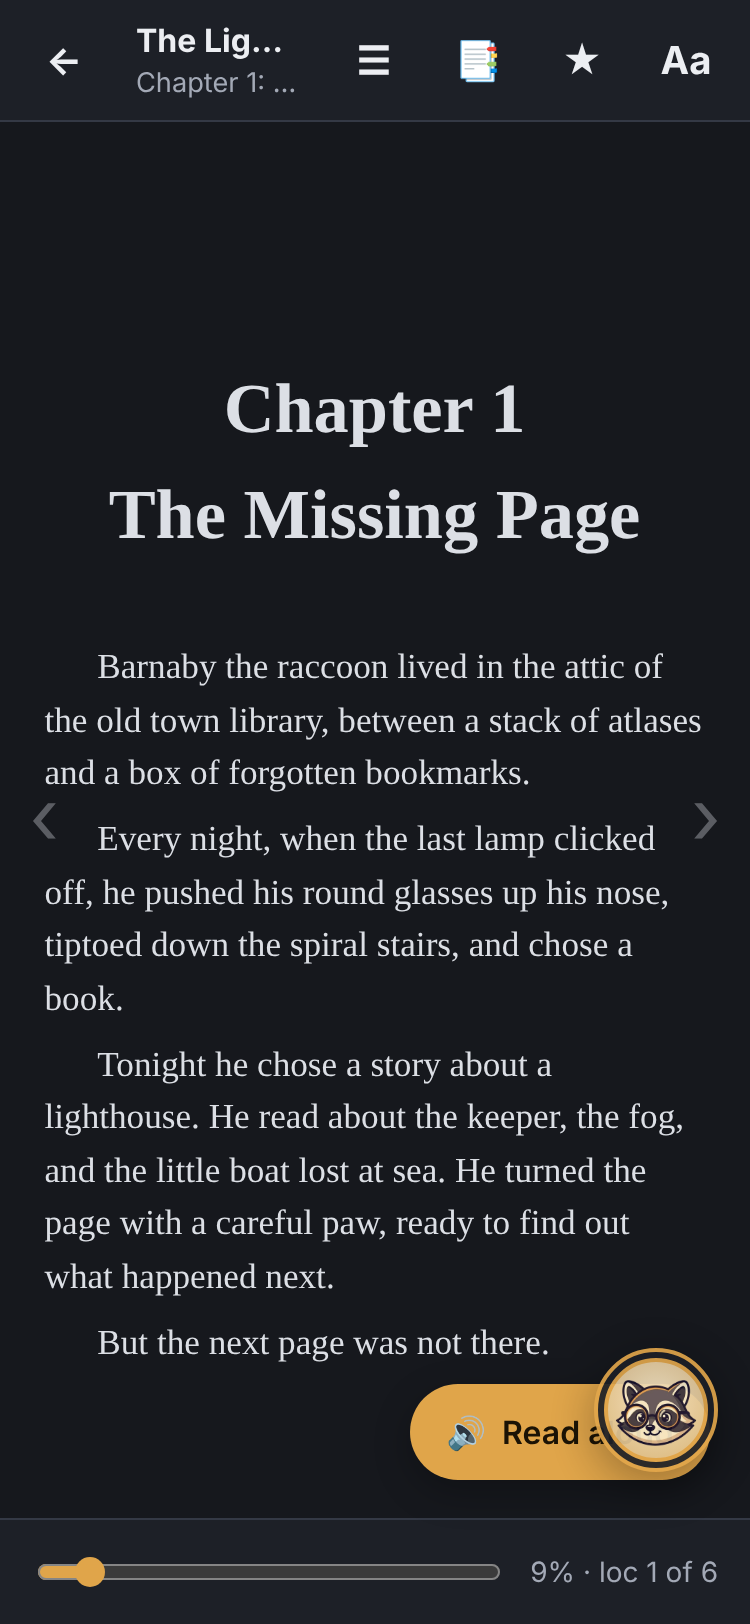 ← The Lig... ☰ ★ Aa
Chapter 1: ...
Chapter 1
The Missing Page
Barnaby the raccoon lived in the attic of
the old town library, between a stack of atlases
and a box of forgotten bookmarks.
Every night, when the last lamp clicked
off, he pushed his round glasses up his nose,
tiptoed down the spiral stairs, and chose a
book.
Tonight he chose a story about a
lighthouse. He read about the keeper, the fog,
and the little boat lost at sea. He turned the
page with a careful paw, ready to find out
what happened next.
But the next page was not there.
Read
9% · loc 1 of 6